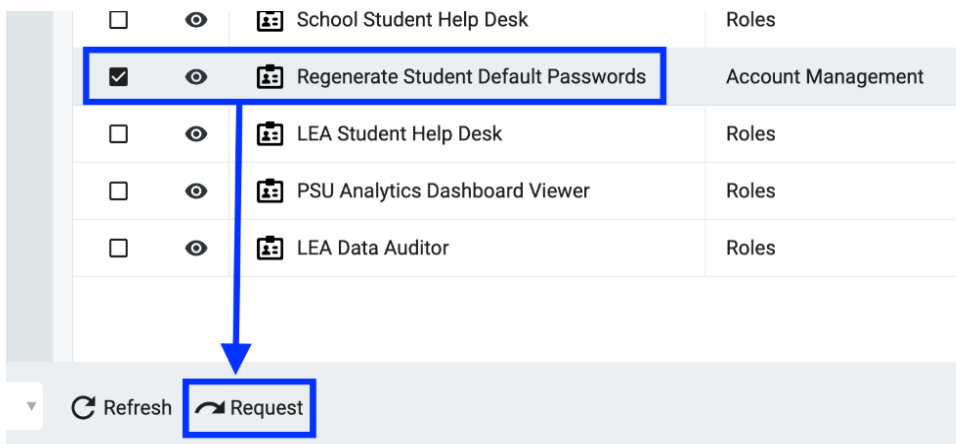 School Student Help Desk Roles
Regenerate Student Default Passwords Account Management
LEA Student Help Desk Roles
PSU Analytics Dashboard Viewer Roles
LEA Data Auditor Roles
Refresh Request